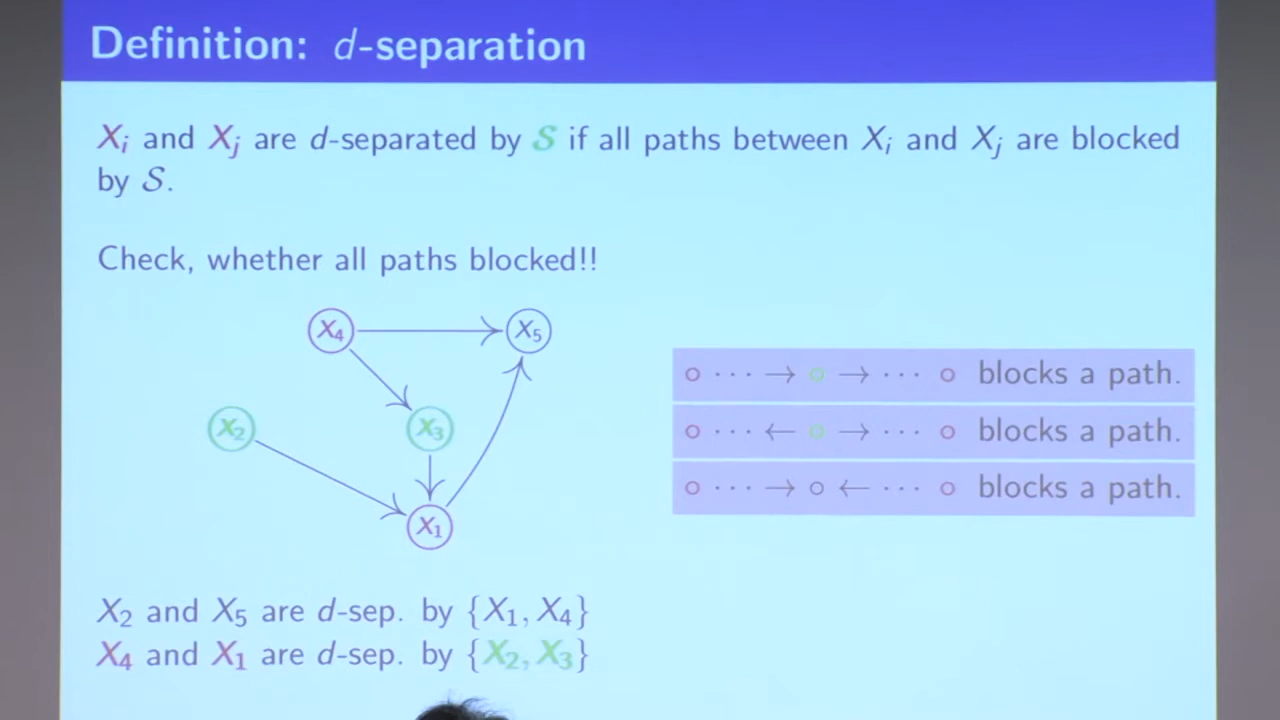 Definition: d-separation
Xᵢ and Xⱼ are d-separated by 𝒮 if all paths between Xᵢ and Xⱼ are blocked
by 𝒮.
Check, whether all paths blocked!!
X₄
X₅
X₂
X₃
X₁
○ ··· → ○ → ··· ○ blocks a path.
○ ··· ← ○ → ··· ○ blocks a path.
○ ··· → ○ ← ··· ○ blocks a path.
X₂ and X₅ are d-sep. by {X₁, X₄}
X₄ and X₁ are d-sep. by {X₂, X₃}